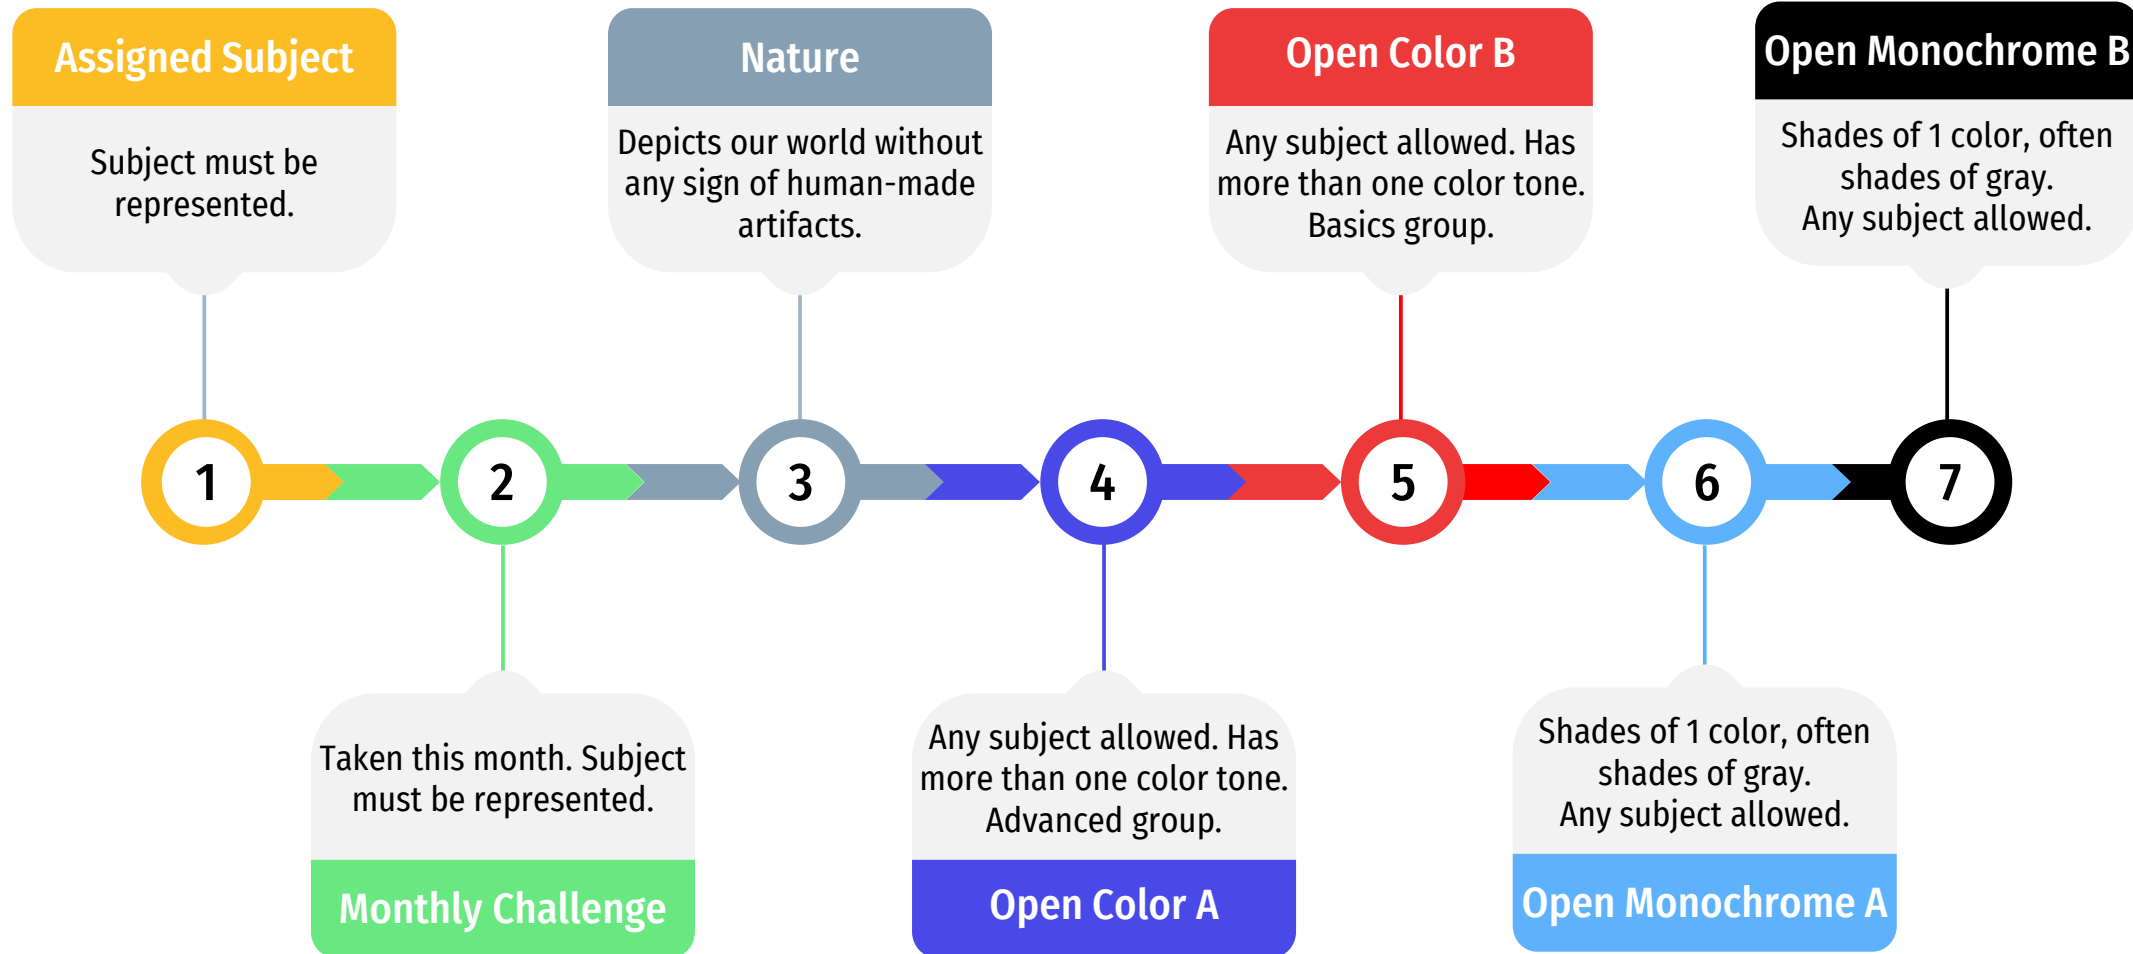 Assigned Subject
Subject must be
represented.
Nature
Depicts our world without
any sign of human-made
artifacts.
Open Color B
Any subject allowed. Has
more than one color tone.
Basics group.
Open Monochrome B
Shades of 1 color, often
shades of gray.
Any subject allowed.
1
2
3
4
5
6
7
Taken this month. Subject
must be represented.
Monthly Challenge
Any subject allowed. Has
more than one color tone.
Advanced group.
Open Color A
Shades of 1 color, often
shades of gray.
Any subject allowed.
Open Monochrome A